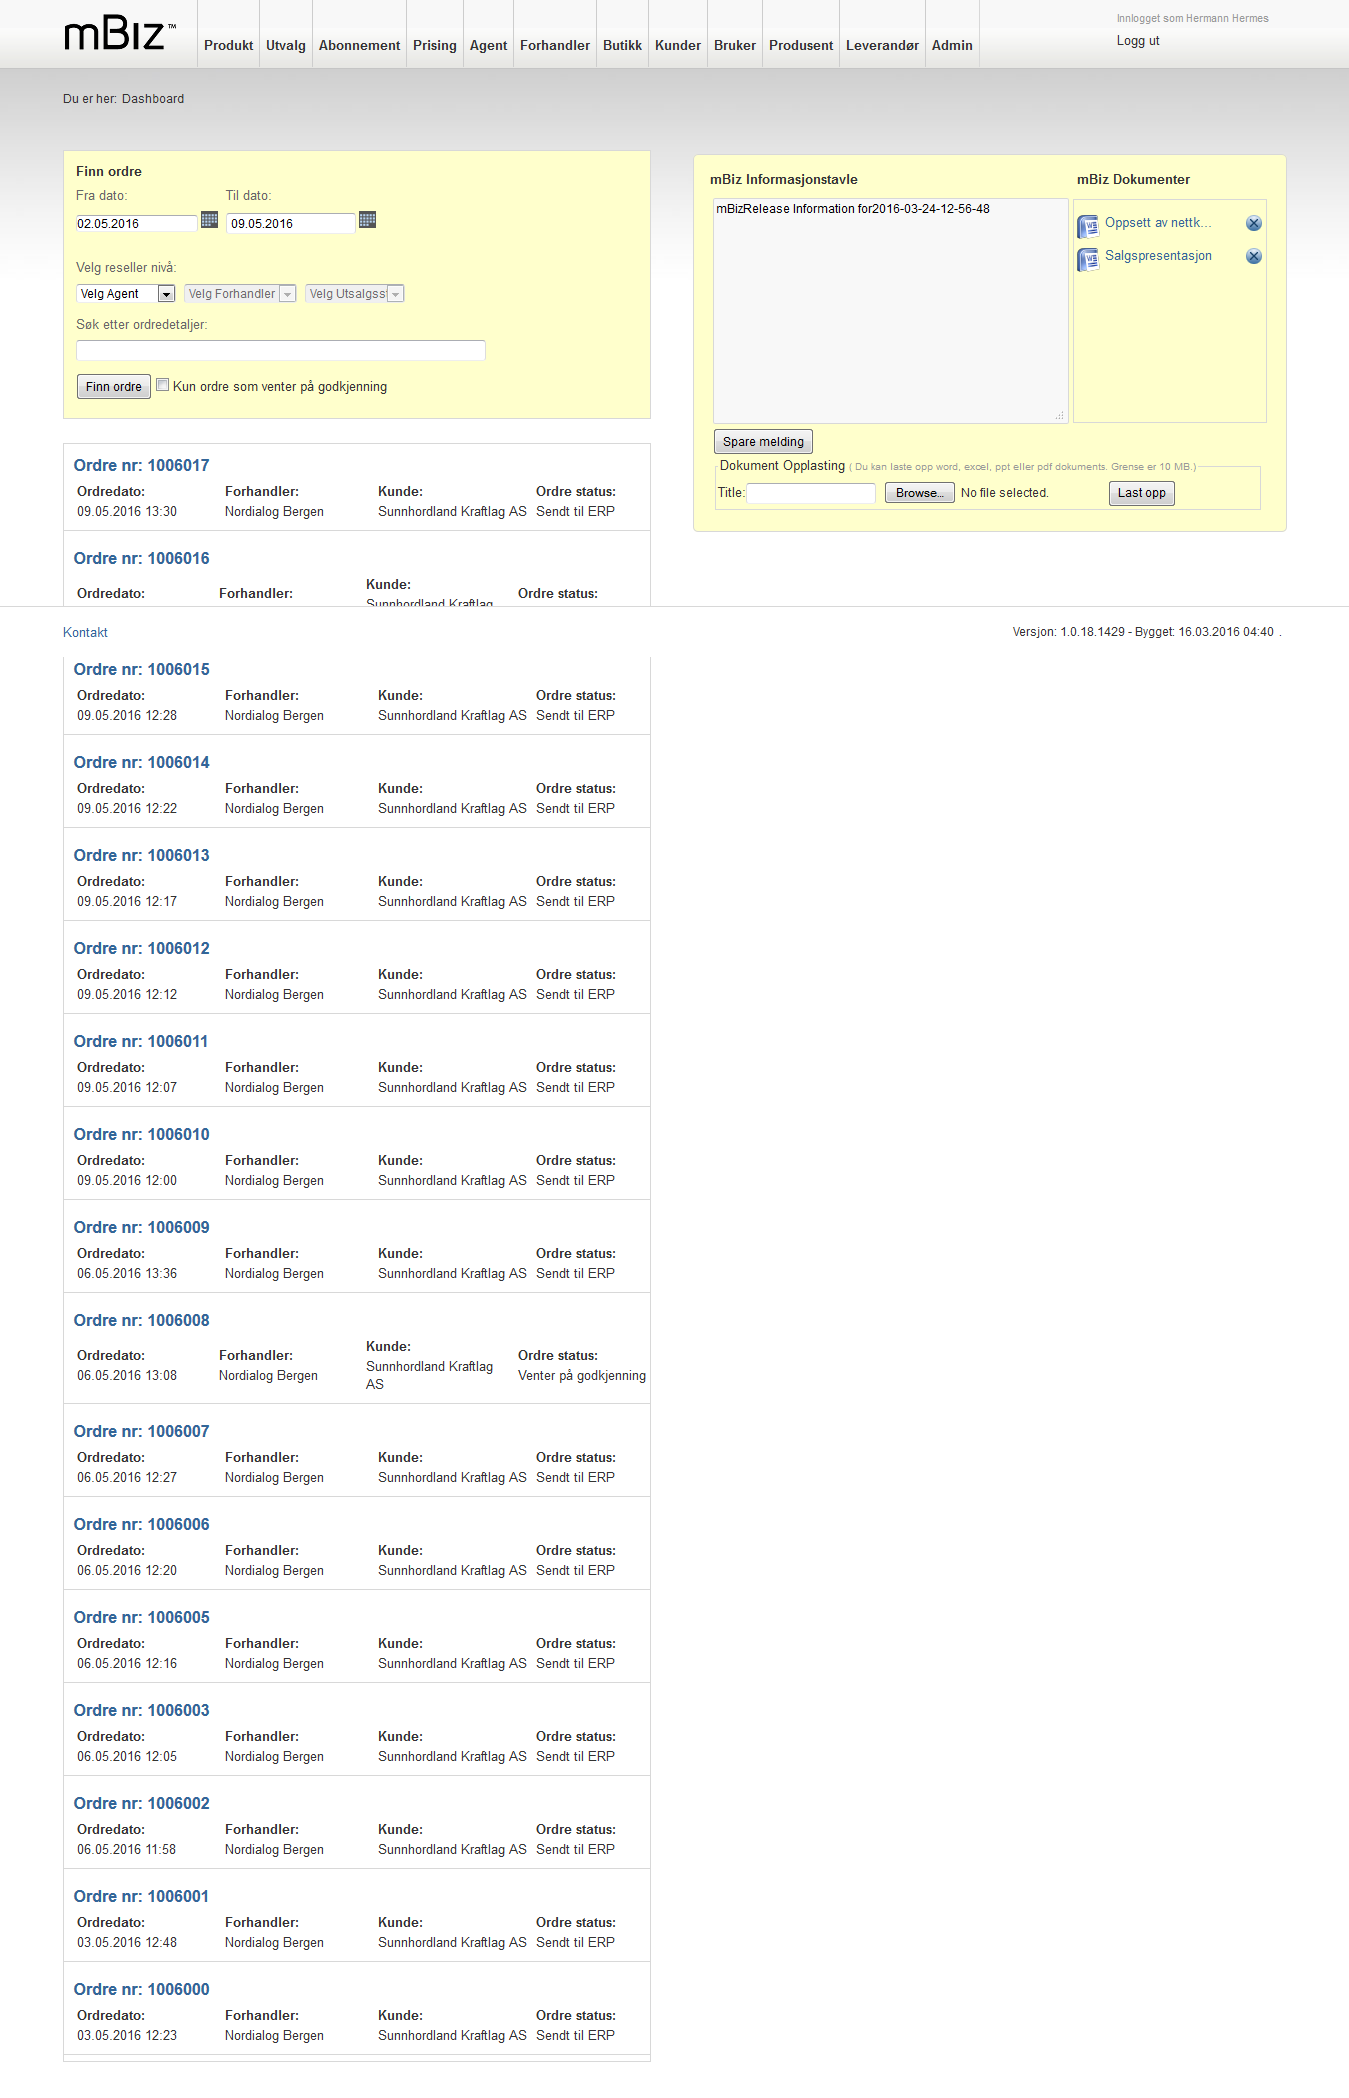 mBiz™
Produkt Utvalg Abonnement Prising Agent Forhandler Butikk Kunder Bruker Produsent Leverandør Admin
Innlogget som Hermann Hermes
Logg ut
Du er her: Dashboard
Finn ordre
Fra dato: Til dato:
02.05.2016 09.05.2016
Velg reseller nivå:
Velg Agent Velg Forhandler Velg Utsalgss
Søk etter ordredetaljer:
Finn ordre Kun ordre som venter på godkjenning
mBiz Informasjonstavle mBiz Dokumenter
mBizRelease Information for2016-03-24-12-56-48
Oppsett av nettk...
Salgspresentasjon
Spare melding
Dokument Opplasting ( Du kan laste opp word, excel, ppt eller pdf dokuments. Grense er 10 MB.)
Title: Browse... No file selected. Last opp
Ordre nr: 1006017
Ordredato: Forhandler: Kunde: Ordre status:
09.05.2016 13:30 Nordialog Bergen Sunnhordland Kraftlag AS Sendt til ERP
Ordre nr: 1006016
Ordredato: Forhandler: Kunde: Ordre status:
Sunnhordland Kraftlag
Kontakt Versjon: 1.0.18.1429 - Bygget: 16.03.2016 04:40 .
Ordre nr: 1006015
Ordredato: Forhandler: Kunde: Ordre status:
09.05.2016 12:28 Nordialog Bergen Sunnhordland Kraftlag AS Sendt til ERP
Ordre nr: 1006014
Ordredato: Forhandler: Kunde: Ordre status:
09.05.2016 12:22 Nordialog Bergen Sunnhordland Kraftlag AS Sendt til ERP
Ordre nr: 1006013
Ordredato: Forhandler: Kunde: Ordre status:
09.05.2016 12:17 Nordialog Bergen Sunnhordland Kraftlag AS Sendt til ERP
Ordre nr: 1006012
Ordredato: Forhandler: Kunde: Ordre status:
09.05.2016 12:12 Nordialog Bergen Sunnhordland Kraftlag AS Sendt til ERP
Ordre nr: 1006011
Ordredato: Forhandler: Kunde: Ordre status:
09.05.2016 12:07 Nordialog Bergen Sunnhordland Kraftlag AS Sendt til ERP
Ordre nr: 1006010
Ordredato: Forhandler: Kunde: Ordre status:
09.05.2016 12:00 Nordialog Bergen Sunnhordland Kraftlag AS Sendt til ERP
Ordre nr: 1006009
Ordredato: Forhandler: Kunde: Ordre status:
06.05.2016 13:36 Nordialog Bergen Sunnhordland Kraftlag AS Sendt til ERP
Ordre nr: 1006008
Ordredato: Forhandler: Kunde: Ordre status:
06.05.2016 13:08 Nordialog Bergen Sunnhordland Kraftlag Venter på godkjenning
AS
Ordre nr: 1006007
Ordredato: Forhandler: Kunde: Ordre status:
06.05.2016 12:27 Nordialog Bergen Sunnhordland Kraftlag AS Sendt til ERP
Ordre nr: 1006006
Ordredato: Forhandler: Kunde: Ordre status:
06.05.2016 12:20 Nordialog Bergen Sunnhordland Kraftlag AS Sendt til ERP
Ordre nr: 1006005
Ordredato: Forhandler: Kunde: Ordre status:
06.05.2016 12:16 Nordialog Bergen Sunnhordland Kraftlag AS Sendt til ERP
Ordre nr: 1006003
Ordredato: Forhandler: Kunde: Ordre status:
06.05.2016 12:05 Nordialog Bergen Sunnhordland Kraftlag AS Sendt til ERP
Ordre nr: 1006002
Ordredato: Forhandler: Kunde: Ordre status:
06.05.2016 11:58 Nordialog Bergen Sunnhordland Kraftlag AS Sendt til ERP
Ordre nr: 1006001
Ordredato: Forhandler: Kunde: Ordre status:
03.05.2016 12:48 Nordialog Bergen Sunnhordland Kraftlag AS Sendt til ERP
Ordre nr: 1006000
Ordredato: Forhandler: Kunde: Ordre status:
03.05.2016 12:23 Nordialog Bergen Sunnhordland Kraftlag AS Sendt til ERP